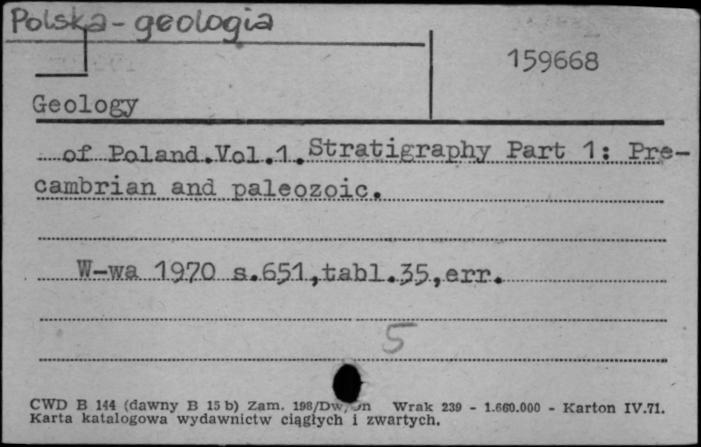 Polska - geologia
159668
Geology
of Poland.Vol.1.Stratigraphy Part 1: Pre-
cambrian and paleozoic.
W-wa 1970 s.651,tabl.35,err.
5
CWD B 144 (dawny B 15 b) Zam. 198/Dw/ Wrak 239 - 1.660.000 - Karton IV.71.
Karta katalogowa wydawnictw ciągłych i zwartych.